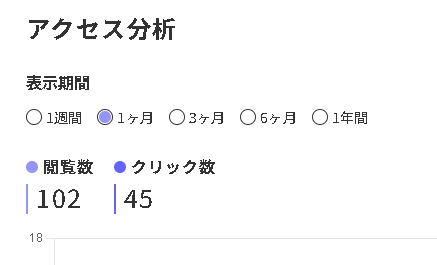 アクセス分析
表示期間
1週間 1ヶ月 3ヶ月 6ヶ月 1年間
閲覧数 クリック数
102 45
18